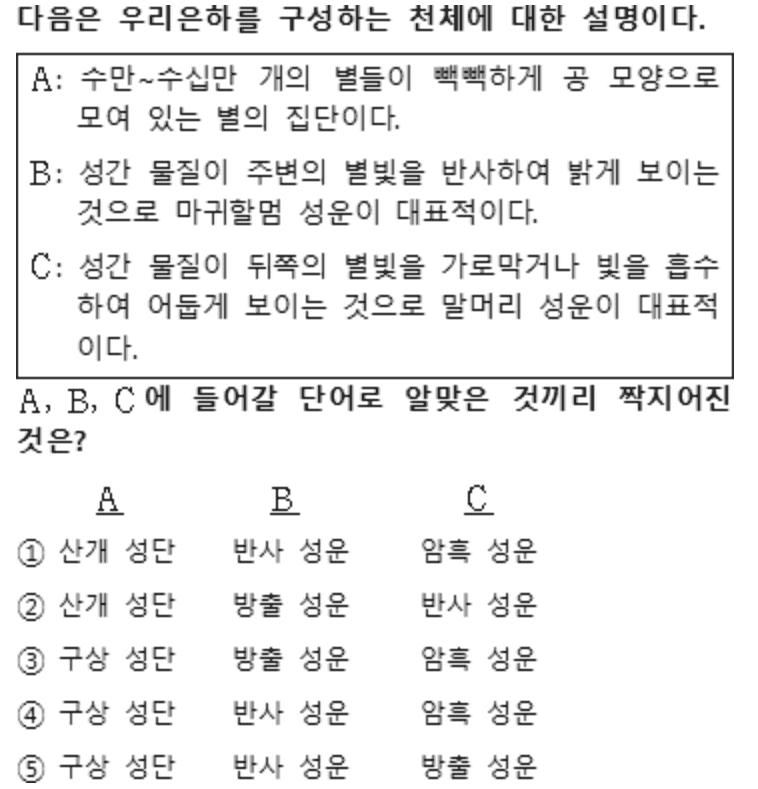 다음은 우리은하를 구성하는 천체에 대한 설명이다.
A: 수만~수십만 개의 별들이 빽빽하게 공 모양으로
모여 있는 별의 집단이다.
B: 성간 물질이 주변의 별빛을 반사하여 밝게 보이는
것으로 마귀할멈 성운이 대표적이다.
C: 성간 물질이 뒤쪽의 별빛을 가로막거나 빛을 흡수
하여 어둡게 보이는 것으로 말머리 성운이 대표적
이다.
A, B, C에 들어갈 단어로 알맞은 것끼리 짝지어진
것은?
A B C
① 산개 성단 반사 성운 암흑 성운
② 산개 성단 방출 성운 반사 성운
③ 구상 성단 방출 성운 암흑 성운
④ 구상 성단 반사 성운 암흑 성운
⑤ 구상 성단 반사 성운 방출 성운